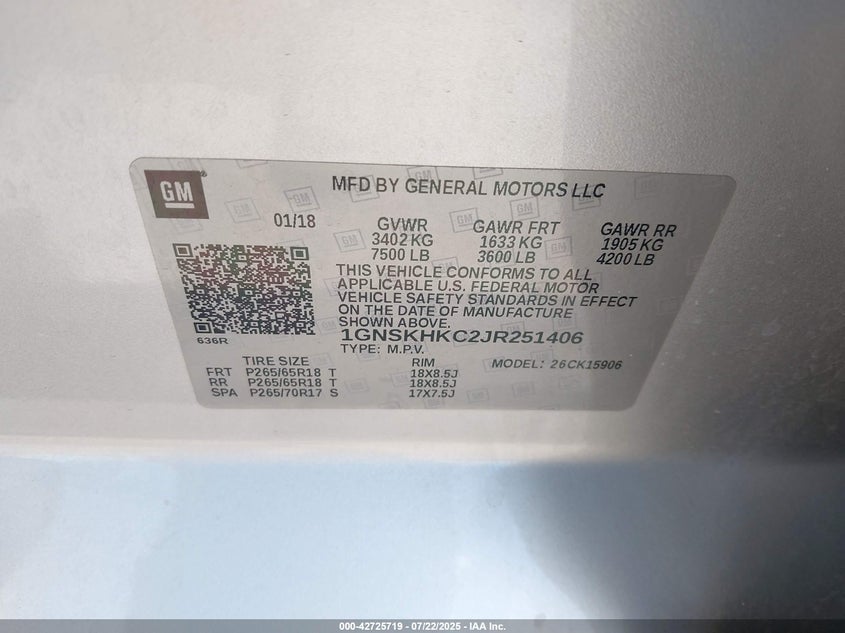 GM
MFD BY GENERAL MOTORS LLC
01/18
GVWR
3402 KG
7500 LB
GAWR FRT
1633 KG
3600 LB
GAWR RR
1905 KG
4200 LB
THIS VEHICLE CONFORMS TO ALL
APPLICABLE U.S. FEDERAL MOTOR
VEHICLE SAFETY STANDARDS IN EFFECT
ON THE DATE OF MANUFACTURE
SHOWN ABOVE.
636R
1GNSKHKC2JR251406
TYPE: M.P.V.
MODEL: 26CK15906
TIRE SIZE RIM
FRT P265/65R18 T 18X8.5J
RR P265/65R18 T 18X8.5J
SPA P265/70R17 S 17X7.5J
000-42725719 - 07/22/2025 - IAA Inc.